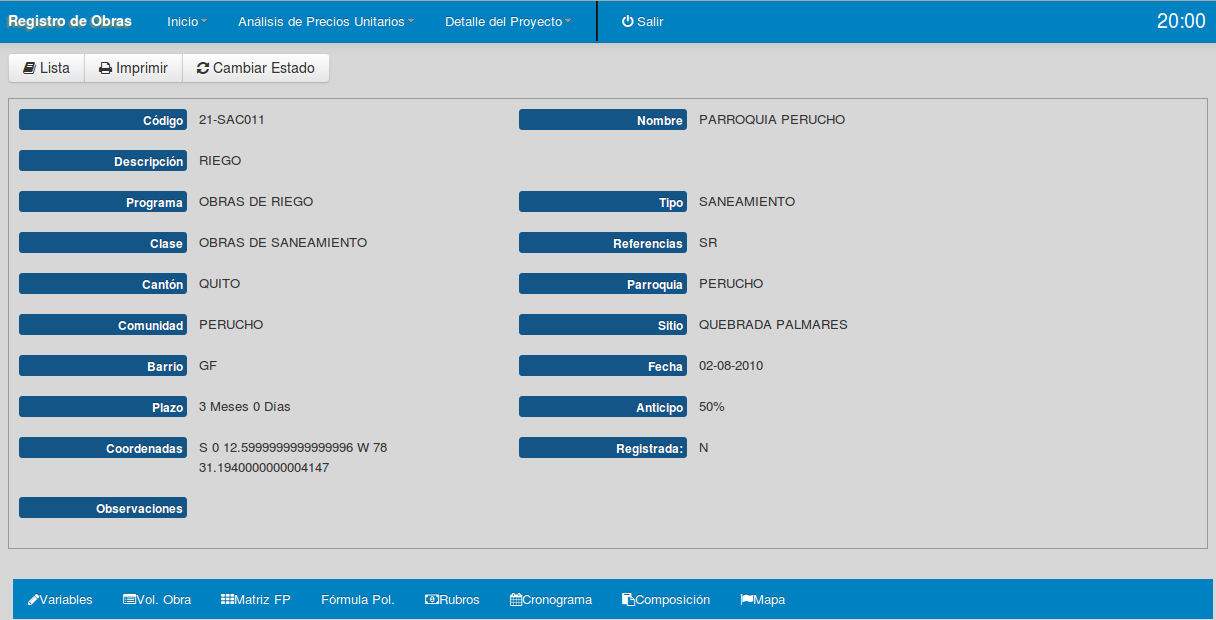 Registro de Obras Inicio Análisis de Precios Unitarios Detalle del Proyecto Salir 20:00
Lista Imprimir Cambiar Estado
Código 21-SAC011 Nombre PARROQUIA PERUCHO
Descripción RIEGO
Programa OBRAS DE RIEGO Tipo SANEAMIENTO
Clase OBRAS DE SANEAMIENTO Referencias SR
Cantón QUITO Parroquia PERUCHO
Comunidad PERUCHO Sitio QUEBRADA PALMARES
Barrio GF Fecha 02-08-2010
Plazo 3 Meses 0 Días Anticipo 50%
Coordenadas S 0 12.5999999999999996 W 78 Registrada: N
31.1940000000004147
Observaciones
Variables Vol. Obra Matriz FP Fórmula Pol. Rubros Cronograma Composición Mapa